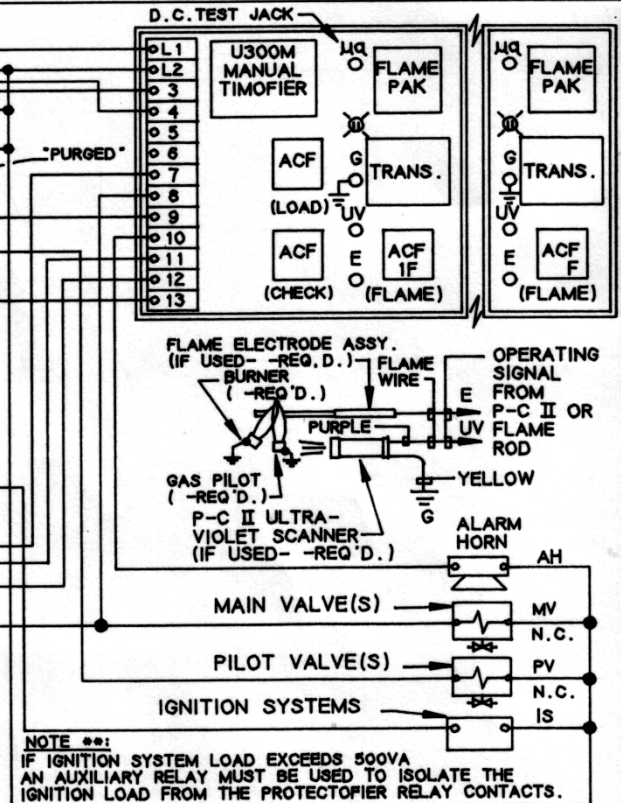 D.C. TEST JACK
L1
L2
3
4
5
6
7
8
9
10
11
12
13
"PURGED"
U300M
MANUAL
TIMOFIER
ACF
(LOAD)
ACF
(CHECK)
μa
G
UV
E
FLAME
PAK
TRANS.
ACF
1F
(FLAME)
μa
G
UV
E
FLAME
PAK
TRANS.
ACF
F
(FLAME)
FLAME ELECTRODE ASSY.
(IF USED- -REQ.D.)
BURNER
( -REQ'D.)
FLAME
WIRE
PURPLE
E
UV
OPERATING
SIGNAL
FROM
P-C II OR
FLAME
ROD
YELLOW
G
GAS PILOT
( -REQ'D.)
P-C II ULTRA-
VIOLET SCANNER
(IF USED- -REQ'D.)
ALARM
HORN
AH
MAIN VALVE(S)
MV
N.C.
PILOT VALVE(S)
PV
N.C.
IGNITION SYSTEMS
IS
NOTE **:
IF IGNITION SYSTEM LOAD EXCEEDS 500VA
AN AUXILIARY RELAY MUST BE USED TO ISOLATE THE
IGNITION LOAD FROM THE PROTECTOFIER RELAY CONTACTS.